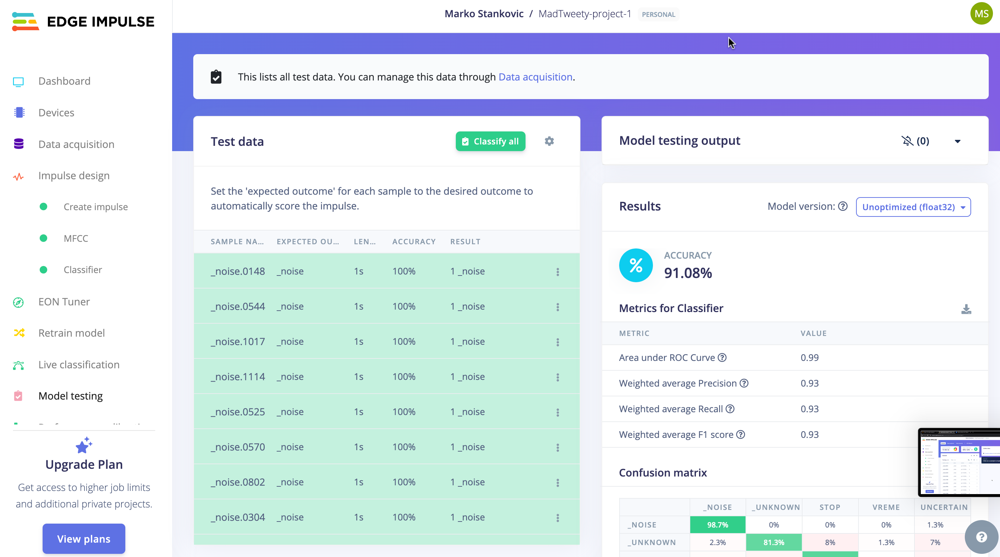 EDGE IMPULSE
Marko Stankovic / MadTweety-project-1 PERSONAL
MS
Dashboard
Devices
Data acquisition
Impulse design
Create impulse
MFCC
Classifier
EON Tuner
Retrain model
Live classification
Model testing
Upgrade Plan
Get access to higher job limits
and additional private projects.
View plans
This lists all test data. You can manage this data through Data acquisition.
Test data
Classify all
Set the 'expected outcome' for each sample to the desired outcome to
automatically score the impulse.
SAMPLE NA... EXPECTED OU... LEN... ACCURACY RESULT
_noise.0148 _noise 1s 100% 1 _noise
_noise.0544 _noise 1s 100% 1 _noise
_noise.1017 _noise 1s 100% 1 _noise
_noise.1114 _noise 1s 100% 1 _noise
_noise.0525 _noise 1s 100% 1 _noise
_noise.0570 _noise 1s 100% 1 _noise
_noise.0802 _noise 1s 100% 1 _noise
_noise.0304 _noise 1s 100% 1 _noise
Model testing output
(0)
Results
Model version: ? Unoptimized (float32)
% ACCURACY
91.08%
Metrics for Classifier
METRIC VALUE
Area under ROC Curve ? 0.99
Weighted average Precision ? 0.93
Weighted average Recall ? 0.93
Weighted average F1 score ? 0.93
Confusion matrix
_NOISE _UNKNOWN STOP VREME UNCERTAIN
_NOISE 98.7% 0% 0% 0% 1.3%
_UNKNOWN 2.3% 81.3% 8% 1.3% 7%
?